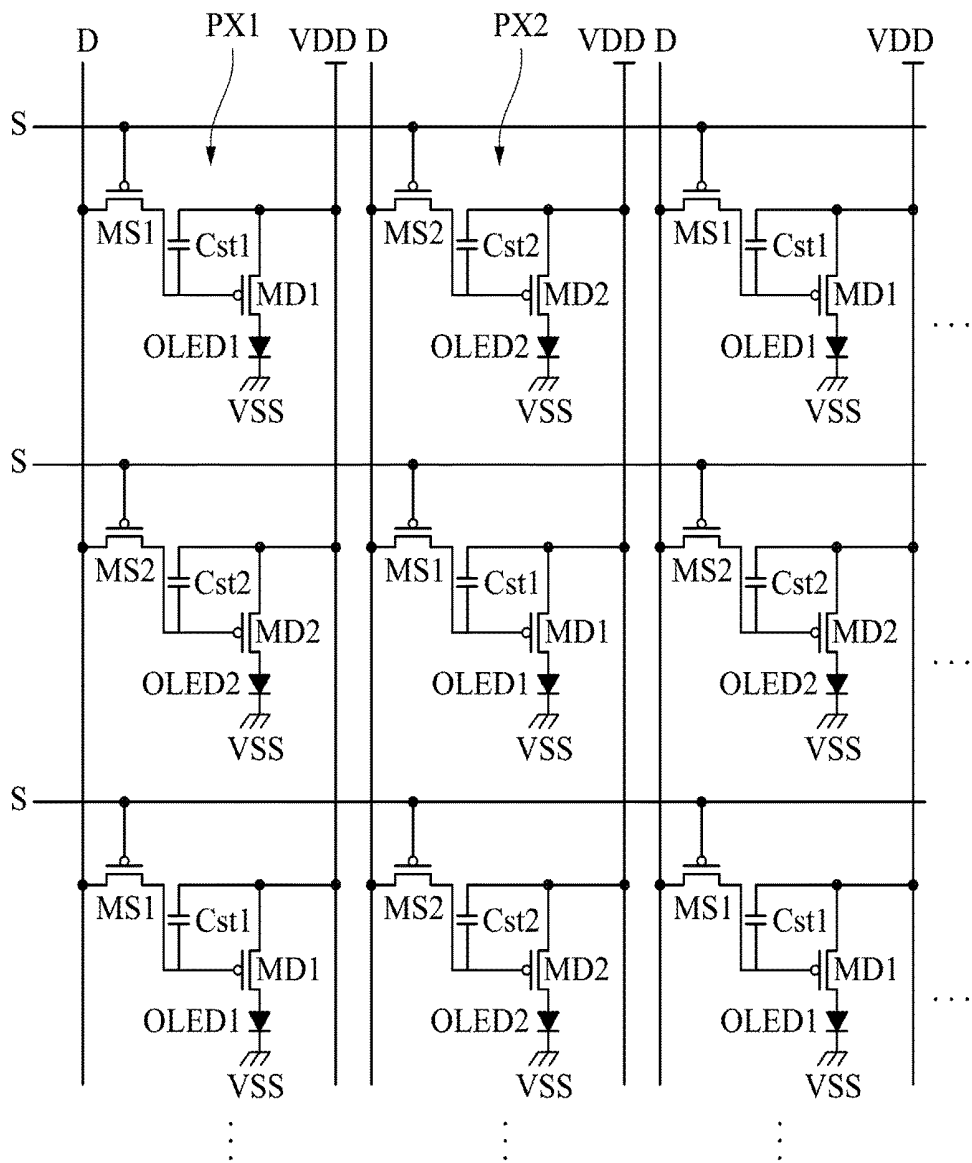 D PX1 VDD D PX2 VDD D VDD
S
MS1 Cst1 MS2 Cst2 MS1 Cst1
MD1 MD2 MD1
OLED1 OLED2 OLED1
VSS VSS VSS
S
MS2 Cst2 MS1 Cst1 MS2 Cst2
MD2 MD1 MD2
OLED2 OLED1 OLED2
VSS VSS VSS
S
MS1 Cst1 MS2 Cst2 MS1 Cst1
MD1 MD2 MD1
OLED1 OLED2 OLED1
VSS VSS VSS